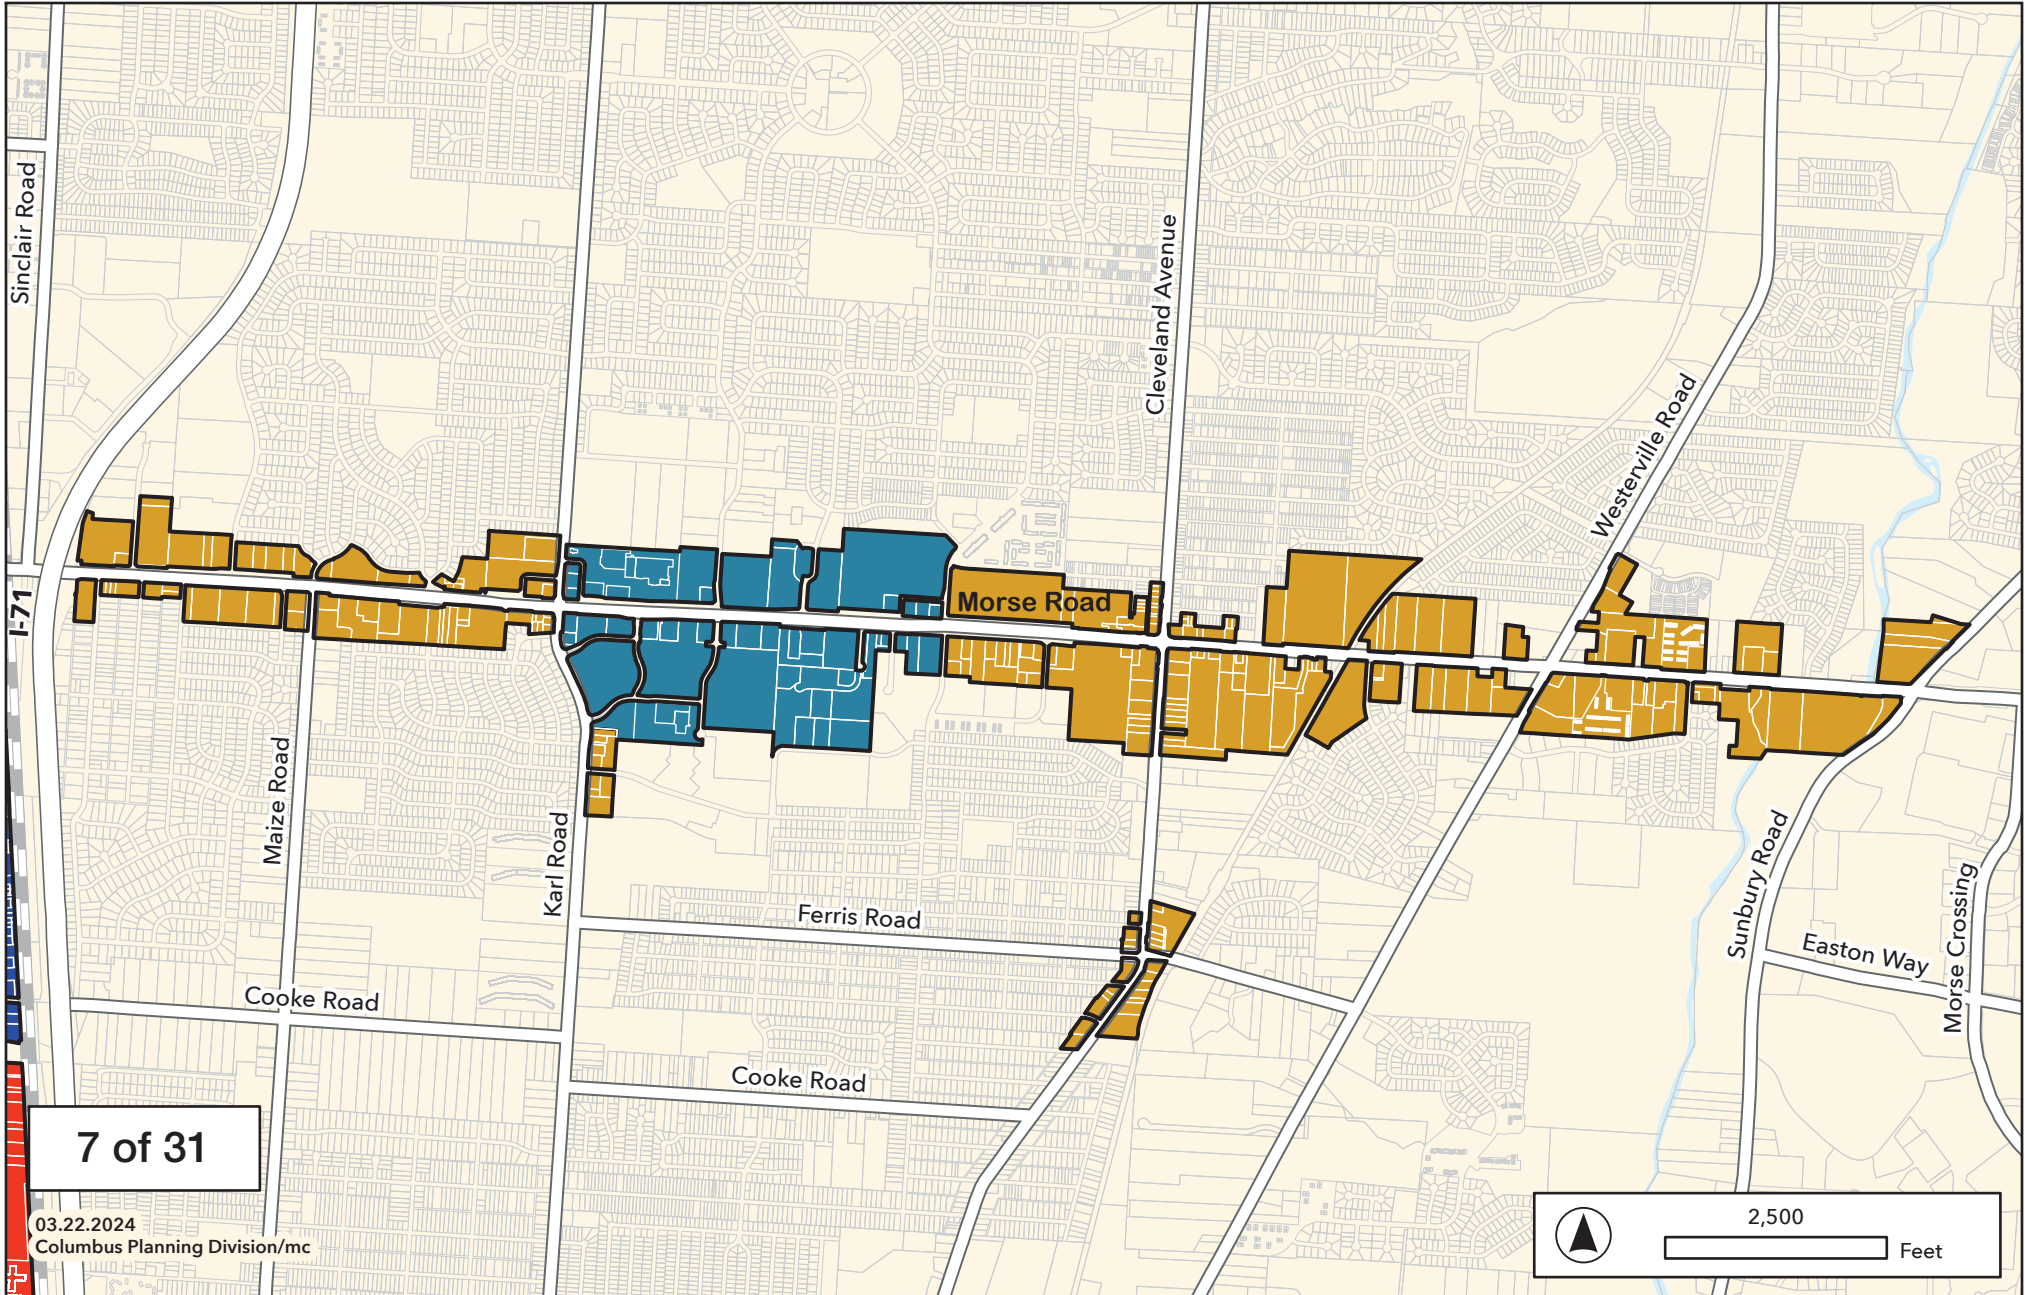 Sinclair Road
Cleveland Avenue
Westerville Road
I-71
Morse Road
Maize Road
Karl Road
Ferris Road
Sunbury Road
Easton Way
Morse Crossing
Cooke Road
Cooke Road
7 of 31
03.22.2024
Columbus Planning Division/mc
2,500
Feet